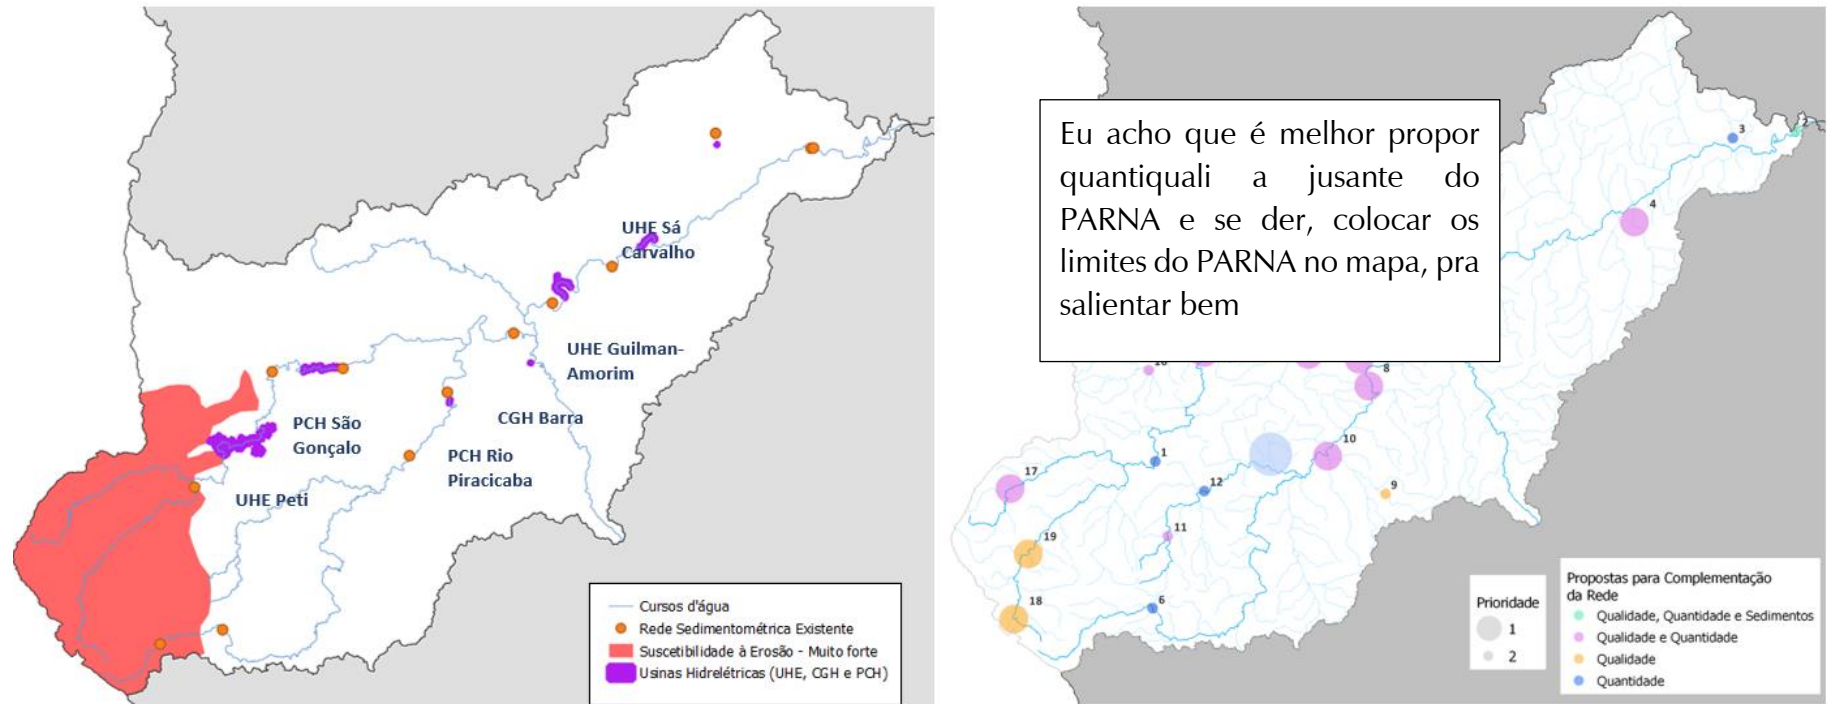 UHE Sá
Carvalho
UHE Guilman-
Amorim
CGH Barra
PCH São
Gonçalo
PCH Rio
Piracicaba
UHE Peti
Cursos d'água
Rede Sedimentométrica Existente
Suscetibilidade à Erosão - Muito forte
Usinas Hidrelétricas (UHE, CGH e PCH)
Eu acho que é melhor propor
quantiquali a jusante do
PARNA e se der, colocar os
limites do PARNA no mapa, pra
salientar bem
3
2
4
8
10
17
1
12
9
11
19
18
6
Prioridade
1
2
Propostas para Complementação
da Rede
Qualidade, Quantidade e Sedimentos
Qualidade e Quantidade
Qualidade
Quantidade